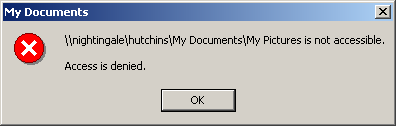 My Documents
\\nightingale\hutchins\My Documents\My Pictures is not accessible.
Access is denied.
OK